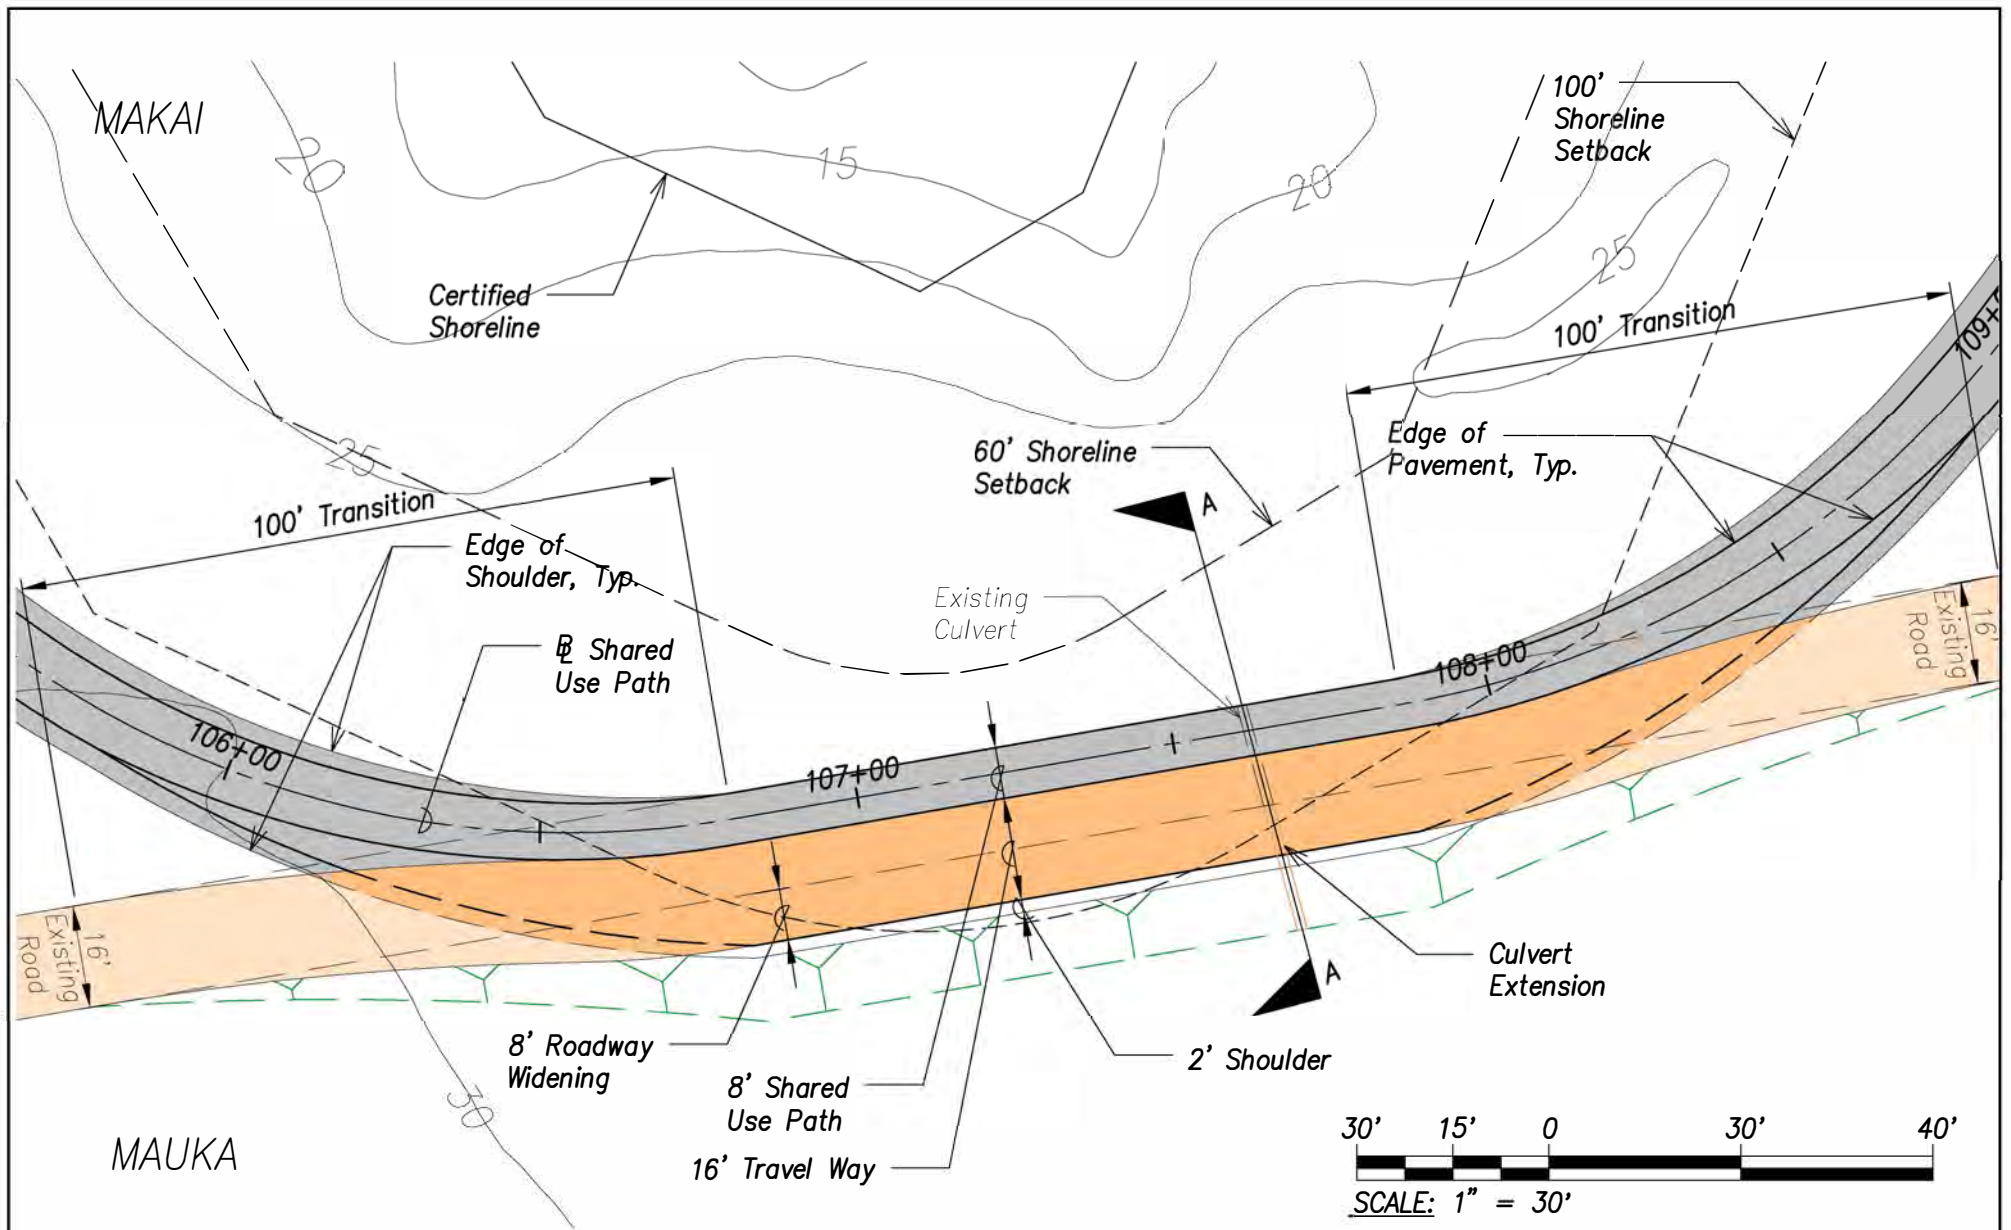 MAKAI
100'
Shoreline
Setback
20
15
20
25
Certified
Shoreline
100' Transition
109+
25
60' Shoreline
Setback
Edge of
Pavement, Typ.
A
100' Transition
Edge of
Shoulder, Typ.
Existing
Culvert
16'
Existing
Road
BL Shared
Use Path
108+00
106+00
107+00
16'
Existing
Road
A
Culvert
Extension
8' Roadway
Widening
2' Shoulder
8' Shared
Use Path
30
16' Travel Way
MAUKA
30' 15' 0 30' 40'
SCALE: 1" = 30'